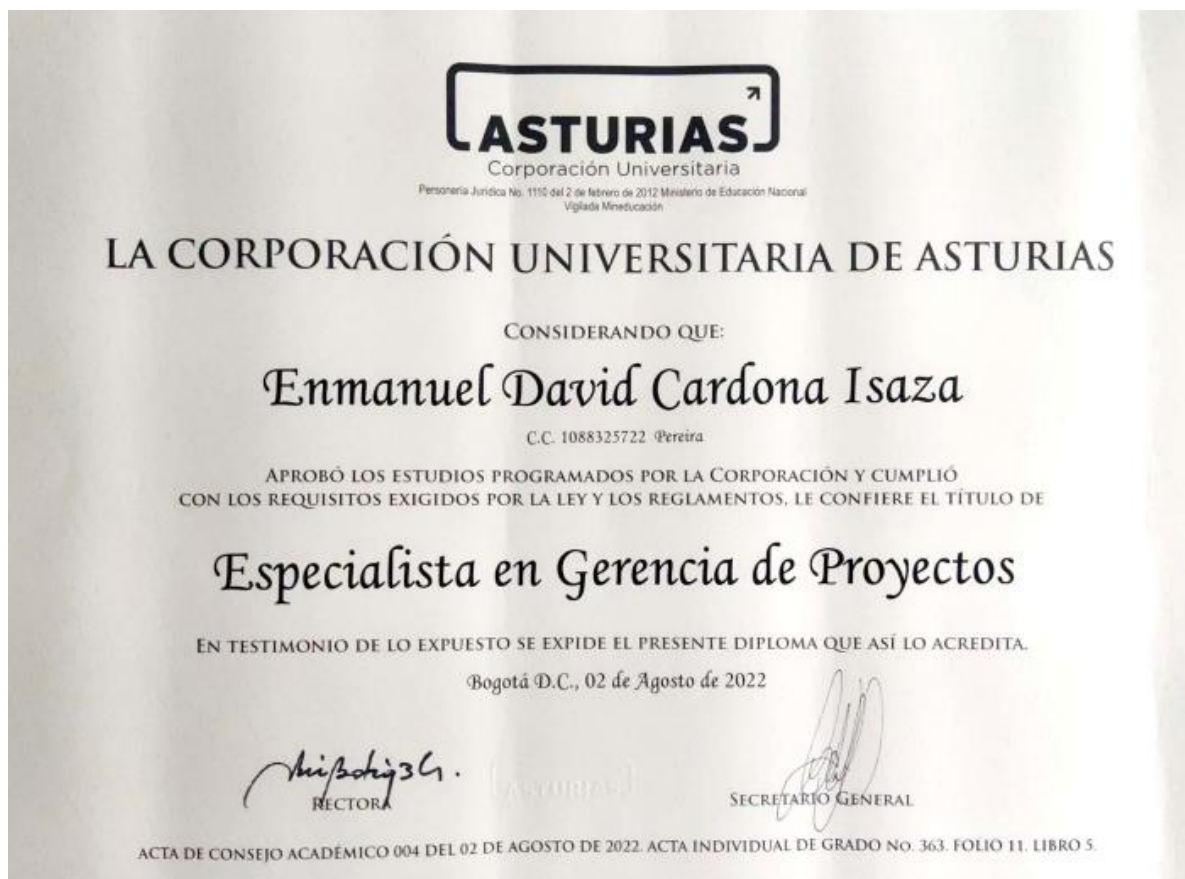 ASTURIAS
Corporación Universitaria
Personería Jurídica No. 1110 del 2 de febrero de 2012 Ministerio de Educación Nacional
Vigilada Mineducación
LA CORPORACIÓN UNIVERSITARIA DE ASTURIAS
CONSIDERANDO QUE:
Enmanuel David Cardona Isaza
C.C. 1088325722 Pereira
APROBÓ LOS ESTUDIOS PROGRAMADOS POR LA CORPORACIÓN Y CUMPLIÓ
CON LOS REQUISITOS EXIGIDOS POR LA LEY Y LOS REGLAMENTOS, LE CONFIERE EL TÍTULO DE
Especialista en Gerencia de Proyectos
EN TESTIMONIO DE LO EXPUESTO SE EXPIDE EL PRESENTE DIPLOMA QUE ASÍ LO ACREDITA.
Bogotá D.C., 02 de Agosto de 2022
ASTURIAS
RECTORA
SECRETARIO GENERAL
ACTA DE CONSEJO ACADÉMICO 004 DEL 02 DE AGOSTO DE 2022. ACTA INDIVIDUAL DE GRADO No. 363. FOLIO 11. LIBRO 5.